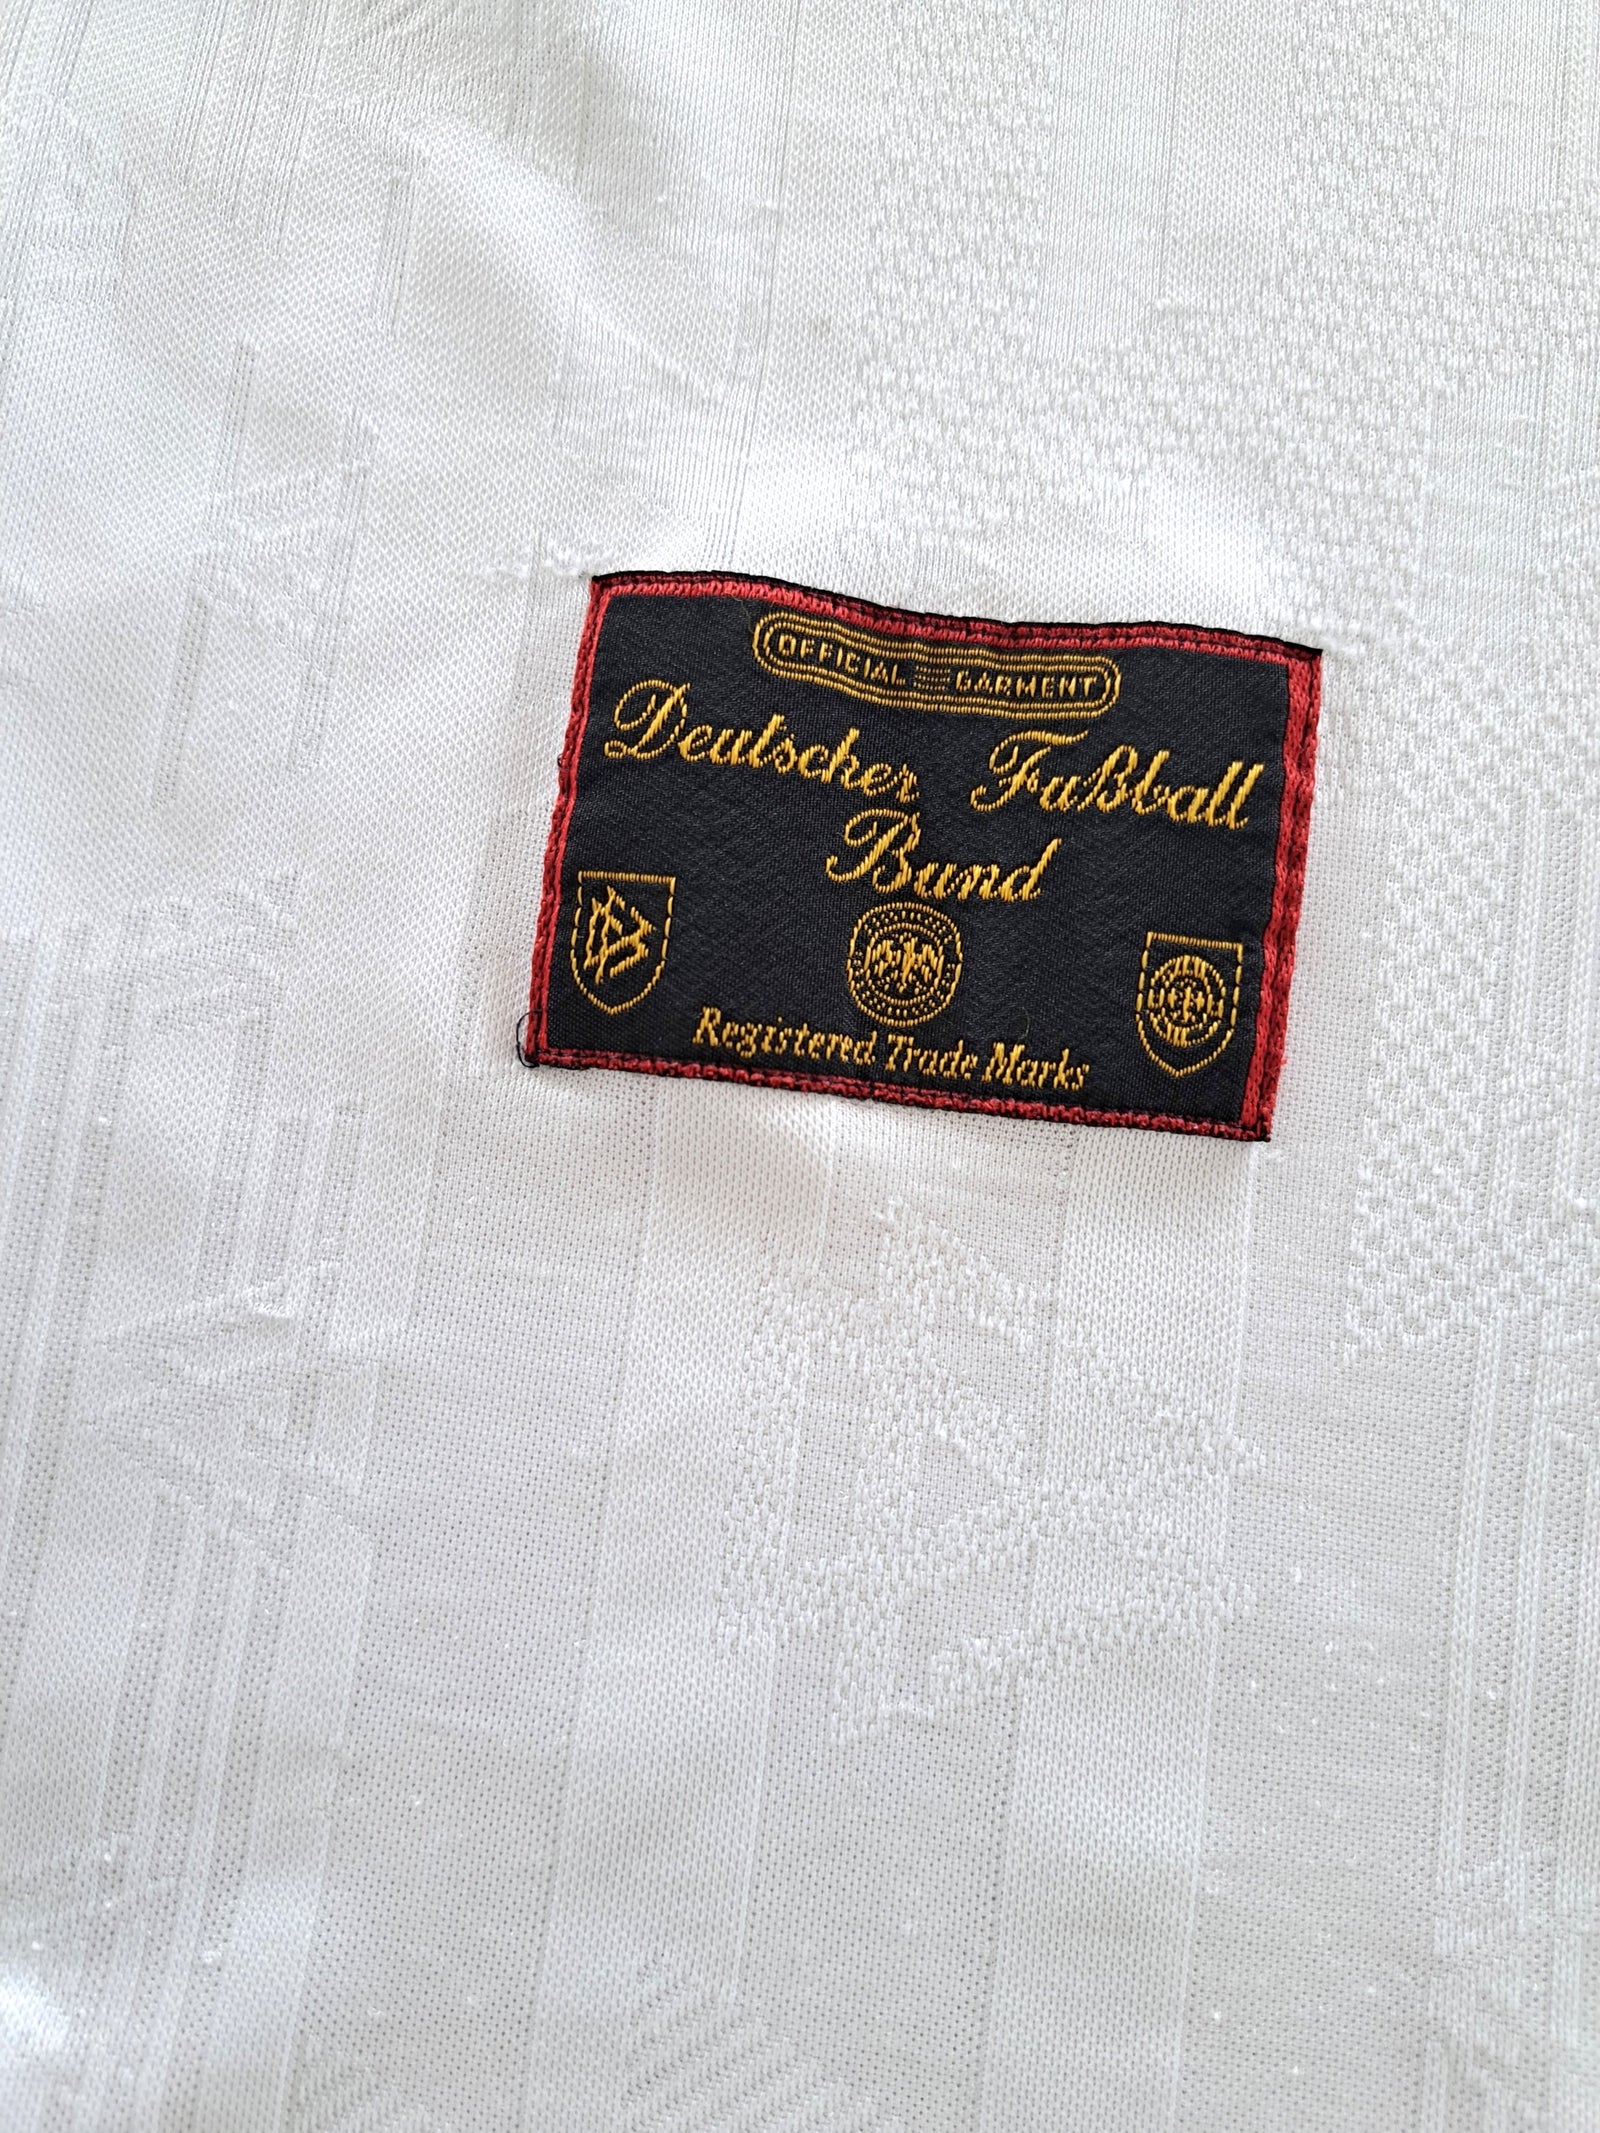 OFFICIAL GARMENT
Deutscher Fußball
Bund
Registered Trade Marks